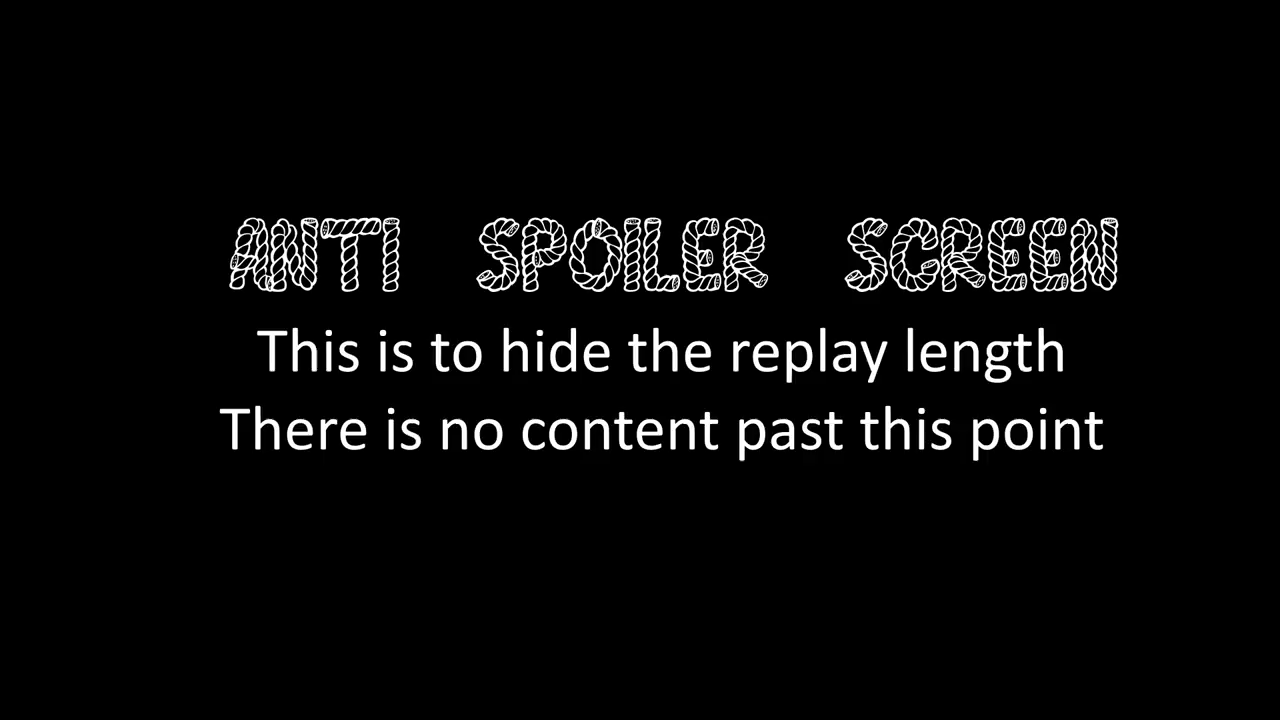 ANTI SPOILER SCREEN
This is to hide the replay length
There is no content past this point